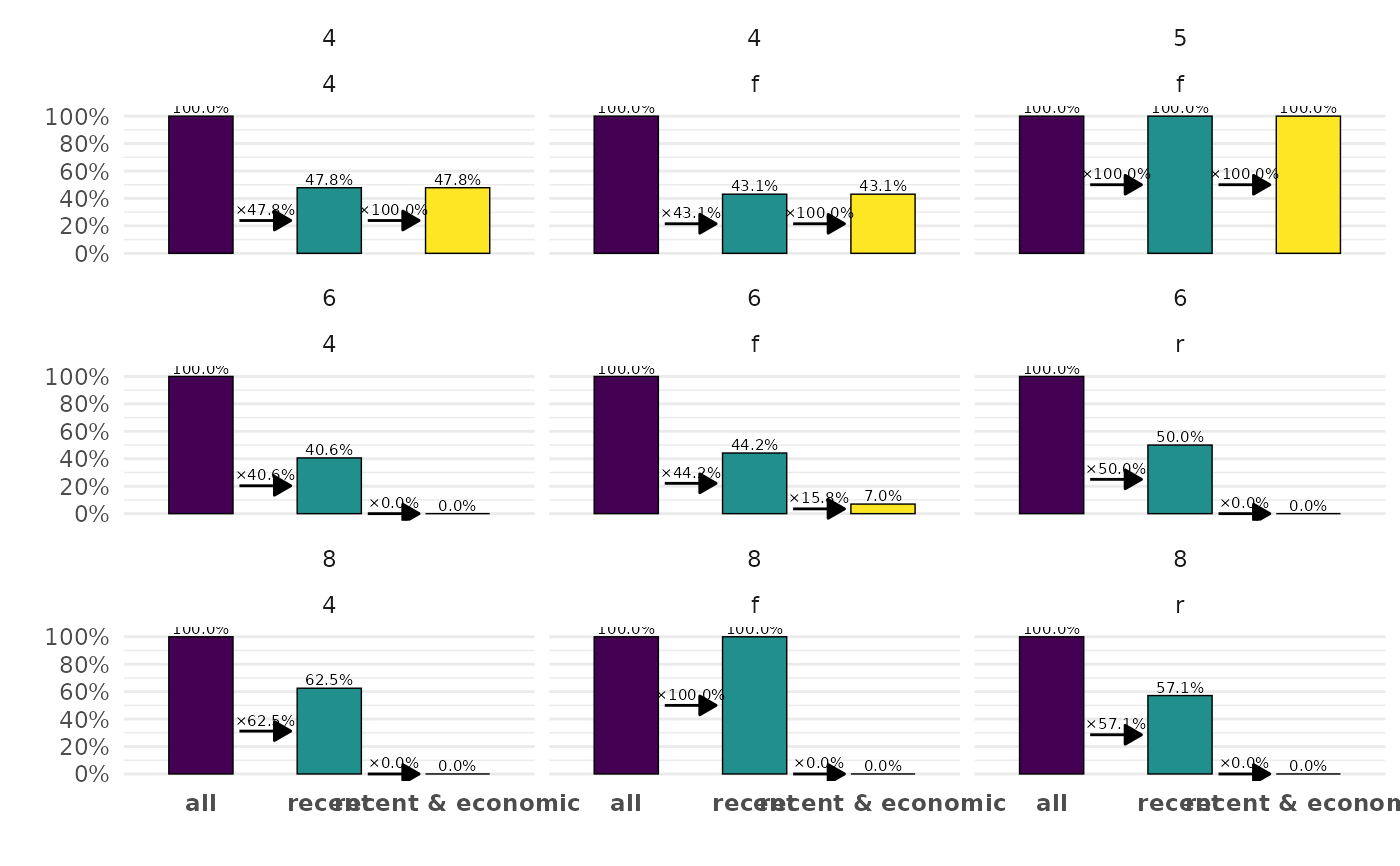 4 4 5
4 f f
100.0% 100.0% 100.0% 100.0% 100.0%
100%
80%
60%
40%
20%
0%
47.8% 47.8% 43.1% 43.1%
×47.8% ×100.0% ×43.1% ×100.0% ×100.0% ×100.0%
6 6 6
4 f r
100.0% 100.0% 100.0%
100%
80%
60%
40%
20%
0%
40.6% 44.2% 50.0%
×40.6% ×44.2% ×50.0%
×0.0% 0.0% ×15.8% 7.0% ×0.0% 0.0%
8 8 8
4 f r
100.0% 100.0% 100.0% 100.0%
100%
80%
60%
40%
20%
0%
62.5% 57.1%
×62.5% ×100.0% ×57.1%
×0.0% 0.0% ×0.0% 0.0% ×0.0% 0.0%
all recent recent & economic all recent recent & economic all recent recent & econom